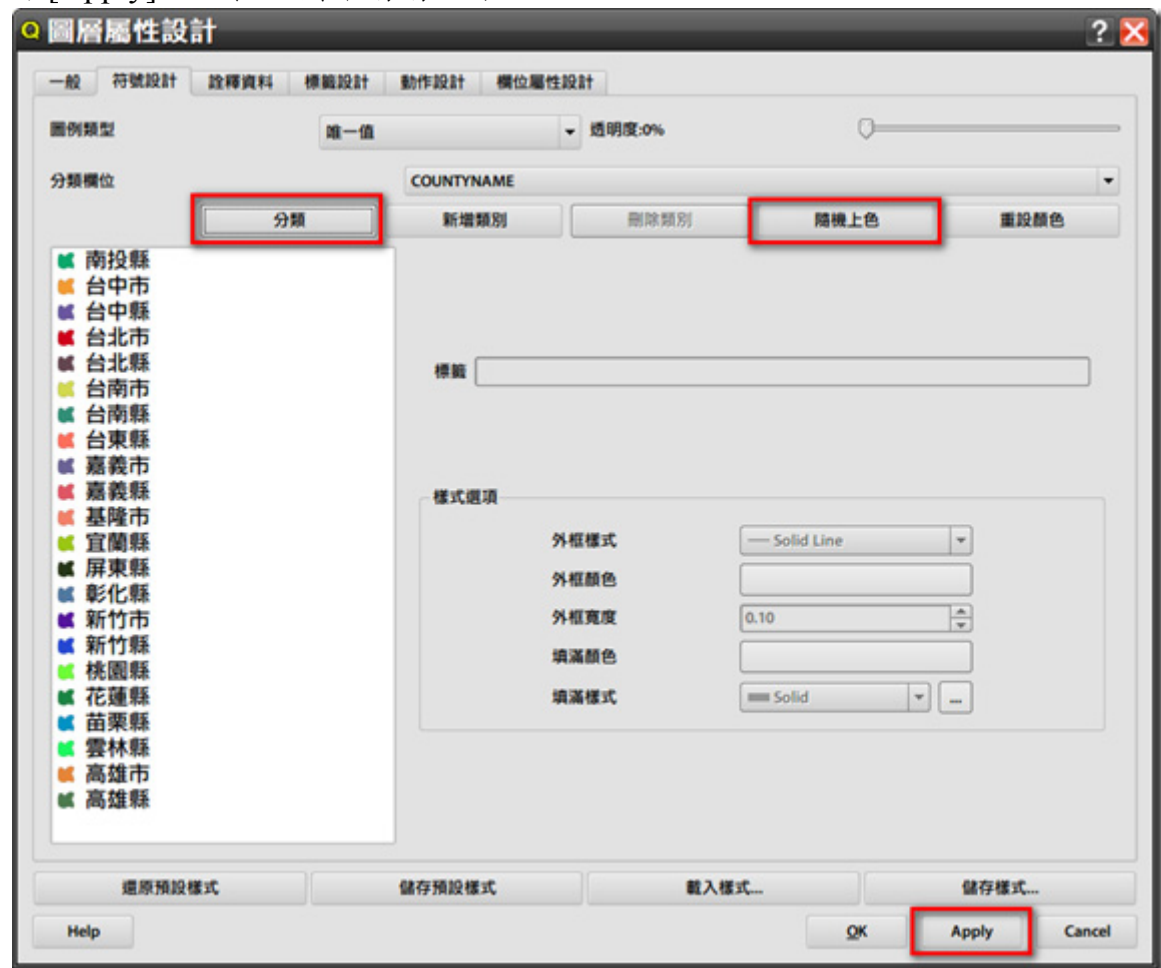 圖層屬性設計
一般 符號設計 詮釋資料 標籤設計 動作設計 欄位屬性設計
圖例類型 唯一值 透明度:0%
分類欄位 COUNTYNAME
分類 新增類別 刪除類別 隨機上色 重設顏色
南投縣
台中市
台中縣
台北市
台北縣
台南市
台南縣
台東縣
嘉義市
嘉義縣
基隆市
宜蘭縣
屏東縣
彰化縣
新竹市
新竹縣
桃園縣
花蓮縣
苗栗縣
雲林縣
高雄市
高雄縣
標籤
樣式選項
外框樣式 Solid Line
外框顏色
外框寬度 0.10
填滿顏色
填滿樣式 Solid ...
還原預設樣式 儲存預設樣式 載入樣式... 儲存樣式...
Help OK Apply Cancel